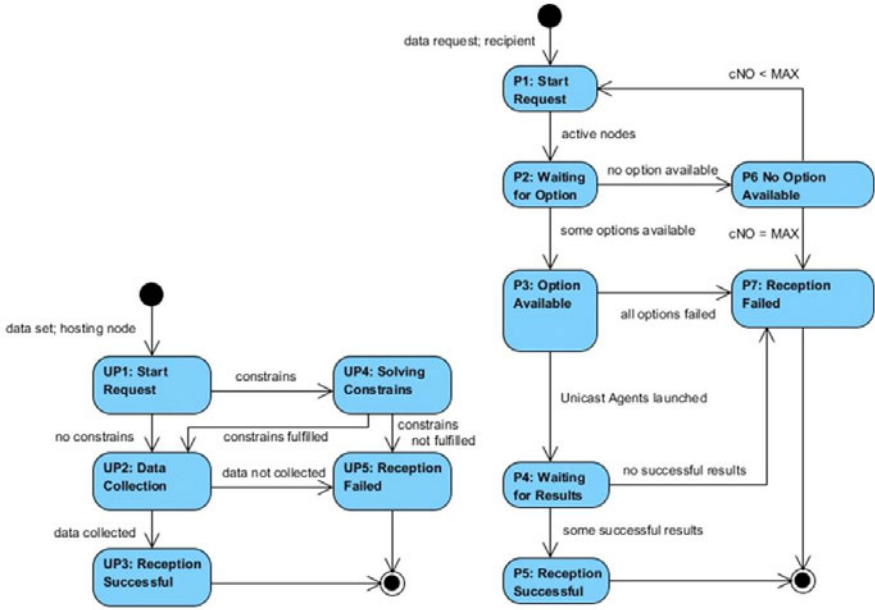 data set; hosting node
UP1: Start
Request
constrains
UP4: Solving
Constrains
no constrains
constrains fulfilled
constrains
not fulfilled
UP2: Data
Collection
data not collected
UP5: Reception
Failed
data collected
UP3: Reception
Successful
data request; recipient
P1: Start
Request
cNO < MAX
active nodes
P2: Waiting
for Option
no option available
P6 No Option
Available
some options available
cNO = MAX
P3: Option
Available
all options failed
P7: Reception
Failed
Unicast Agents launched
P4: Waiting
for Results
no successful results
some successful results
P5: Reception
Successful